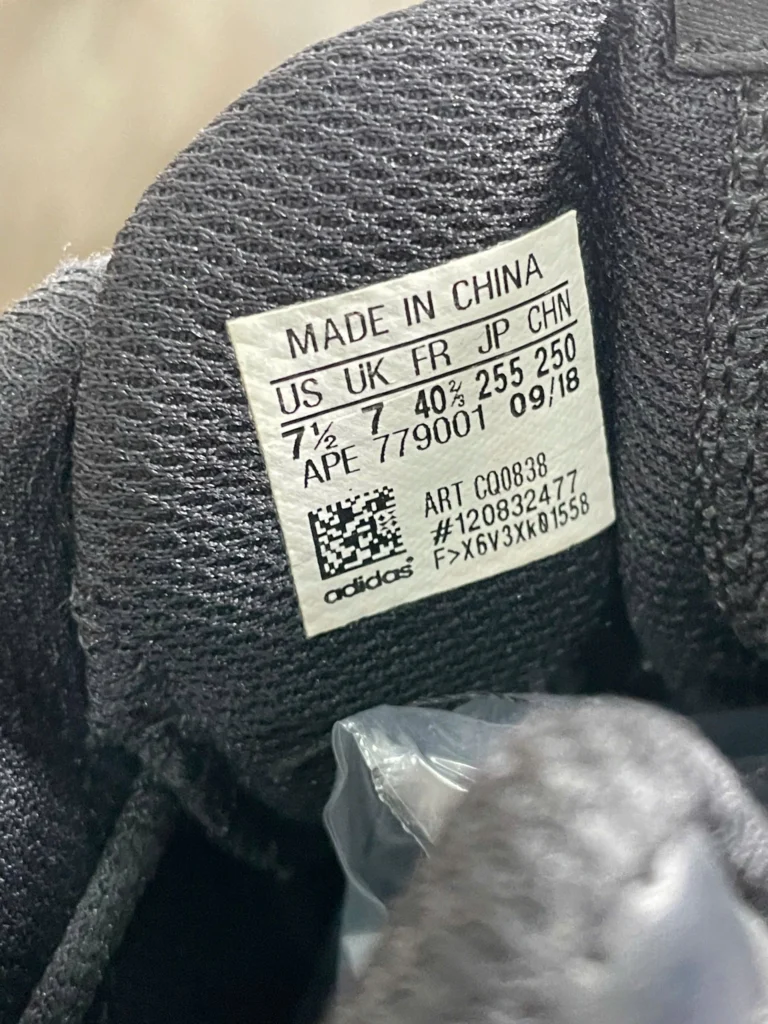 MADE IN CHINA
US UK FR JP CHN
7½ 7 40⅔ 255 250
APE 779001 09/18
ART CQ0838
#120832477
F>X6V3Xk01558
adidas